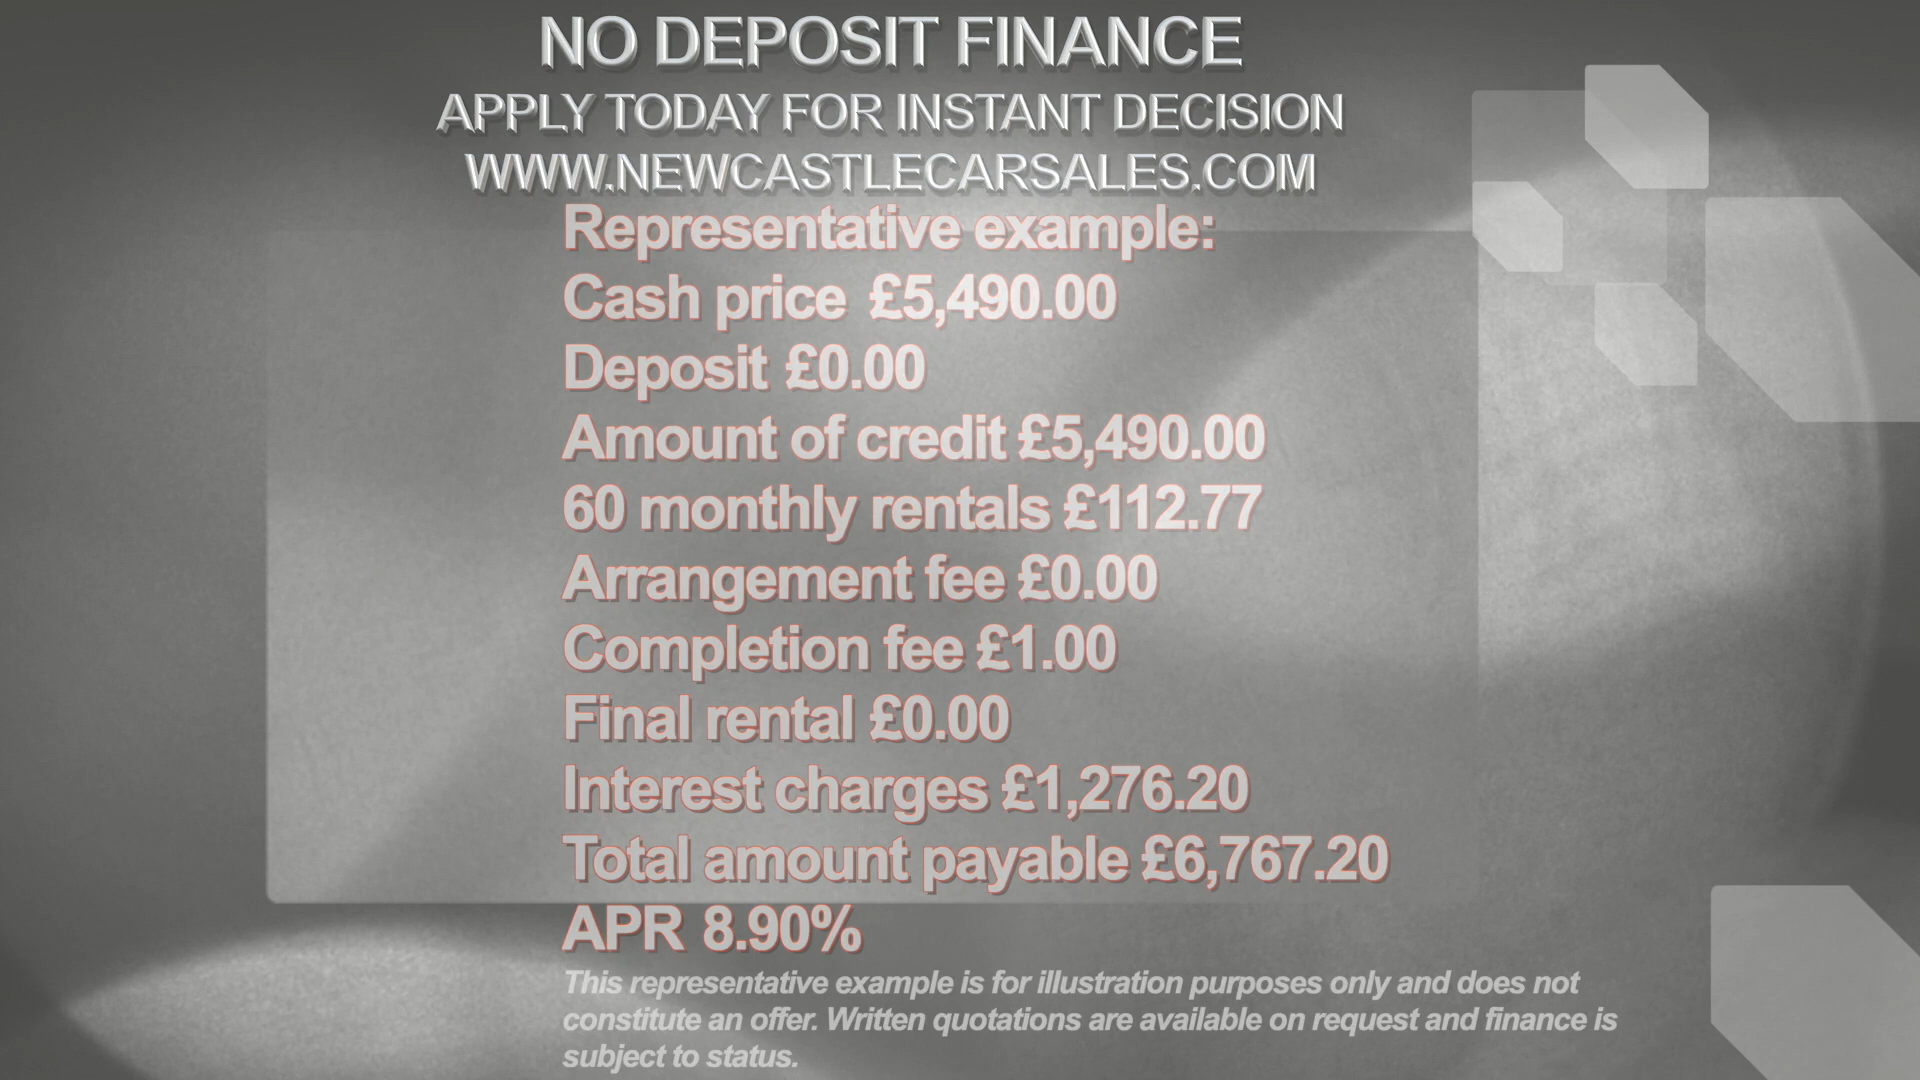 NO DEPOSIT FINANCE
APPLY TODAY FOR INSTANT DECISION
WWW.NEWCASTLECARSALES.COM
Representative example:
Cash price £5,490.00
Deposit £0.00
Amount of credit £5,490.00
60 monthly rentals £112.77
Arrangement fee £0.00
Completion fee £1.00
Final rental £0.00
Interest charges £1,276.20
Total amount payable £6,767.20
APR 8.90%
This representative example is for illustration purposes only and does not
constitute an offer. Written quotations are available on request and finance is
subject to status.